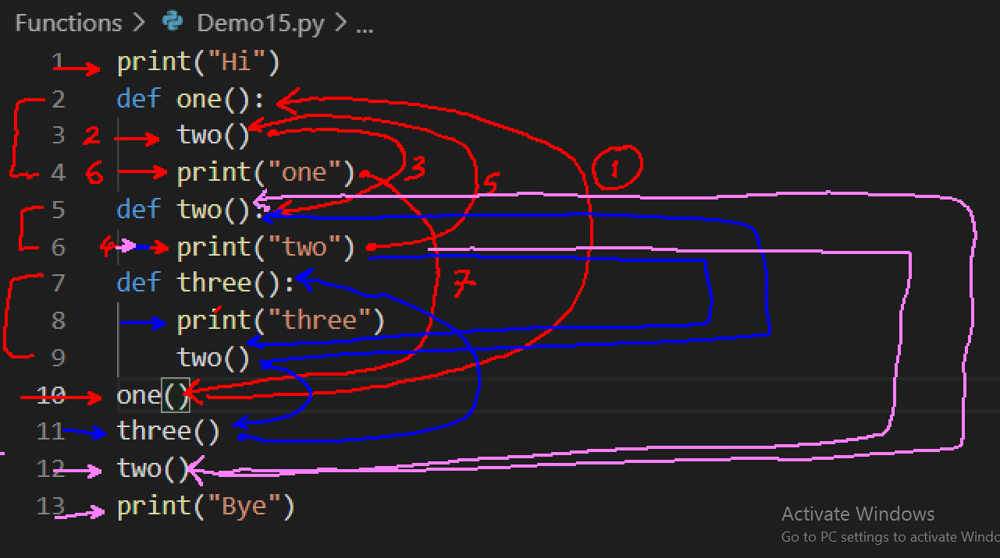 Functions > Demo15.py > ...
1 print("Hi")
2 def one():
3 2 two()
4 6 print("one") 3 5 1
5 def two():
6 4 print("two")
7 def three(): 7
8 print("three")
9 two()
10 one()
11 three()
12 two()
13 print("Bye")
Activate Windows
Go to PC settings to activate Windo